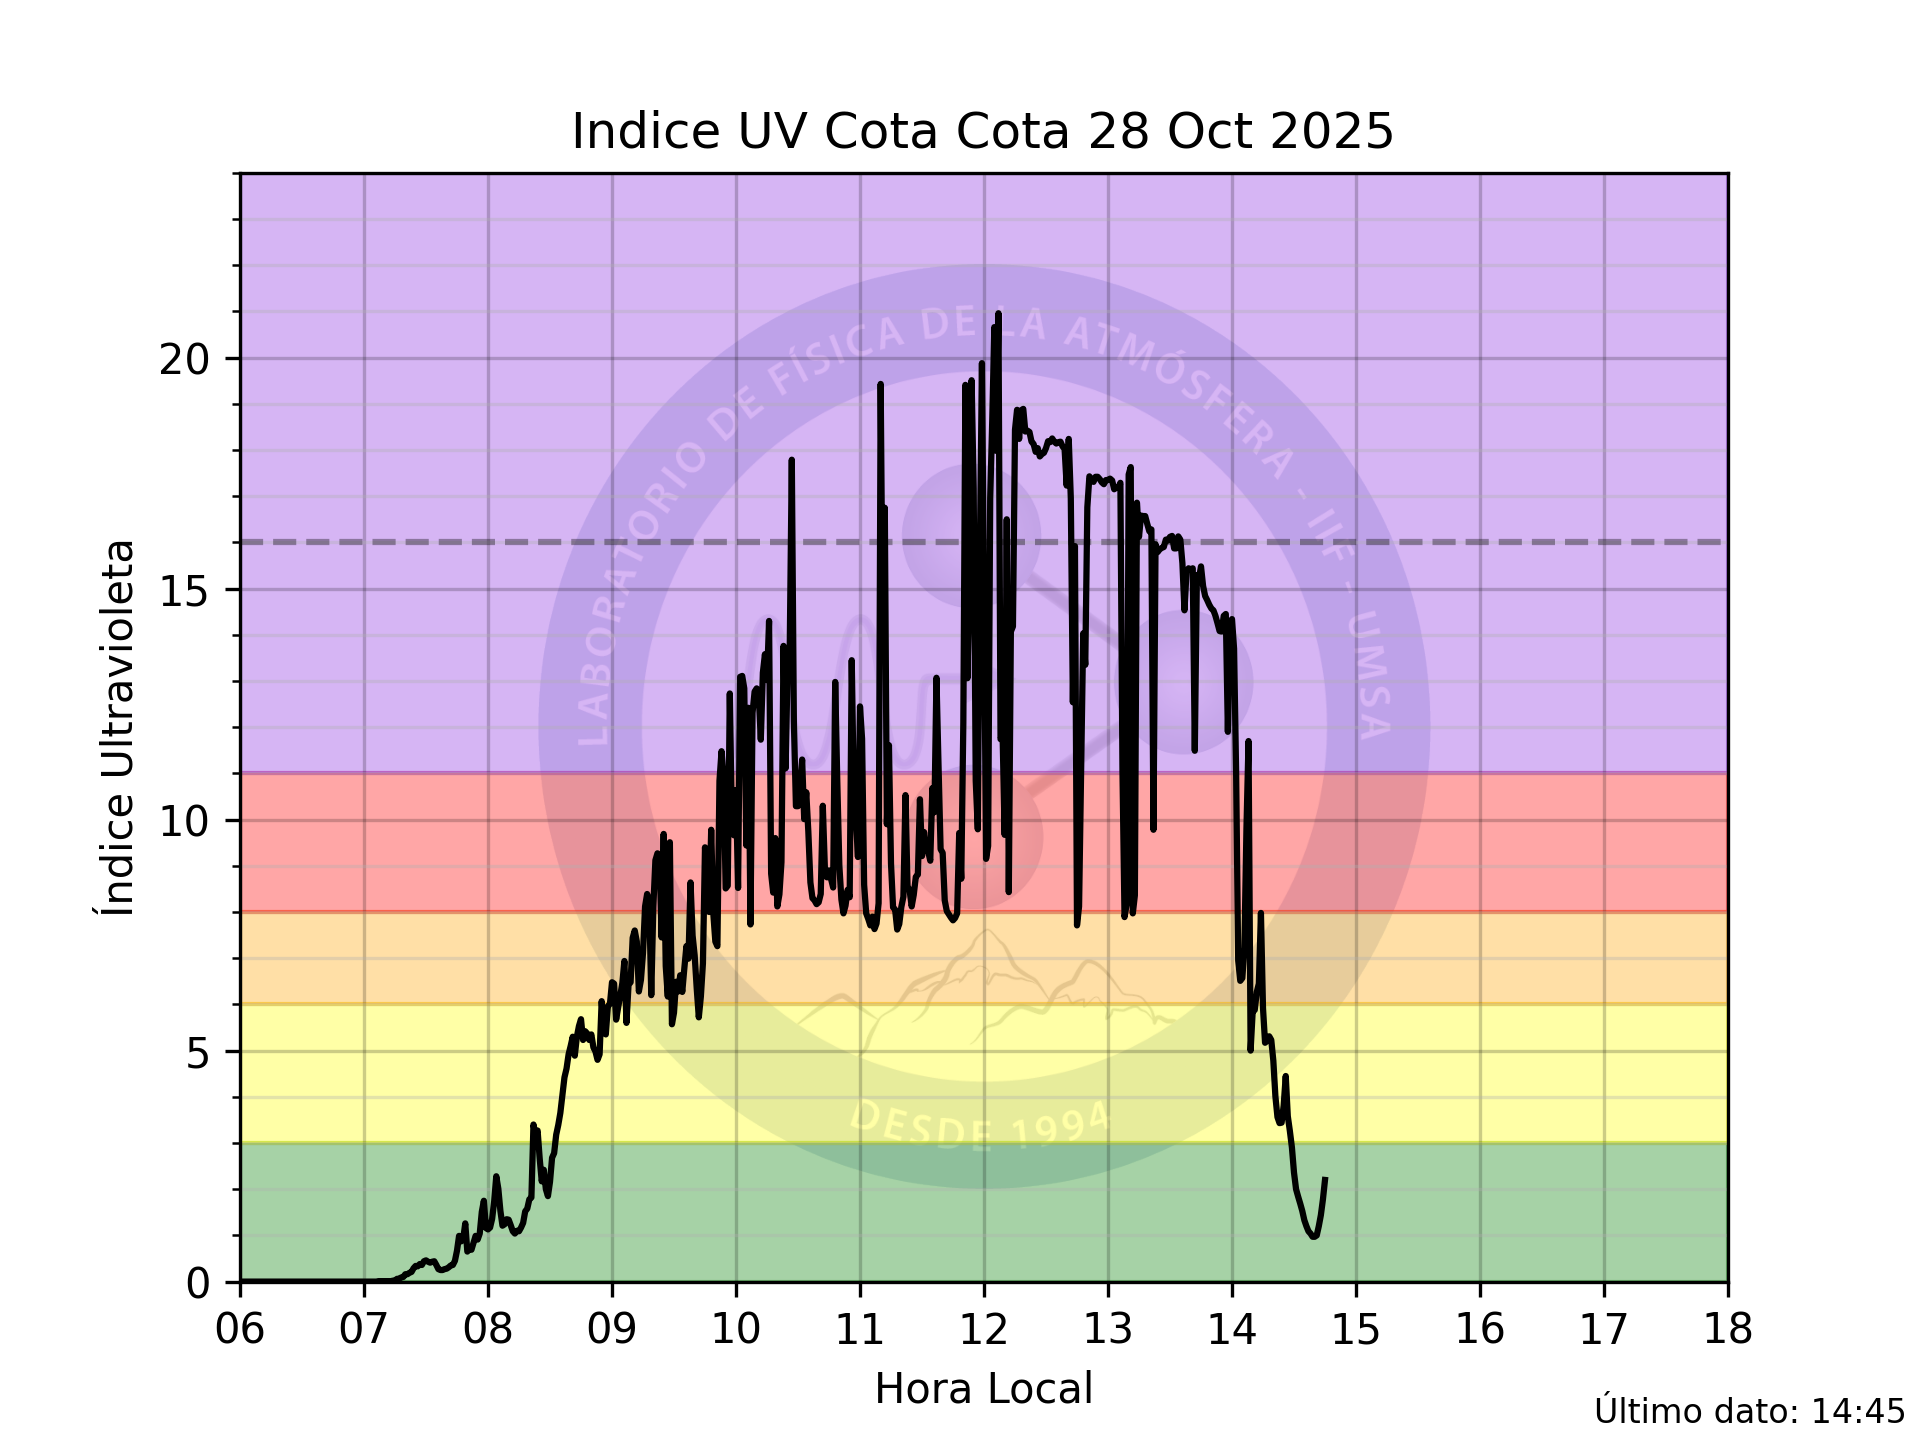 Indice UV Cota Cota 28 Oct 2025
LABORATORIO DE FÍSICA DE LA ATMÓSFERA - IIF - UMSA
DESDE 1994
Índice Ultravioleta
20
15
10
5
0
06 07 08 09 10 11 12 13 14 15 16 17 18
Hora Local
Último dato: 14:45